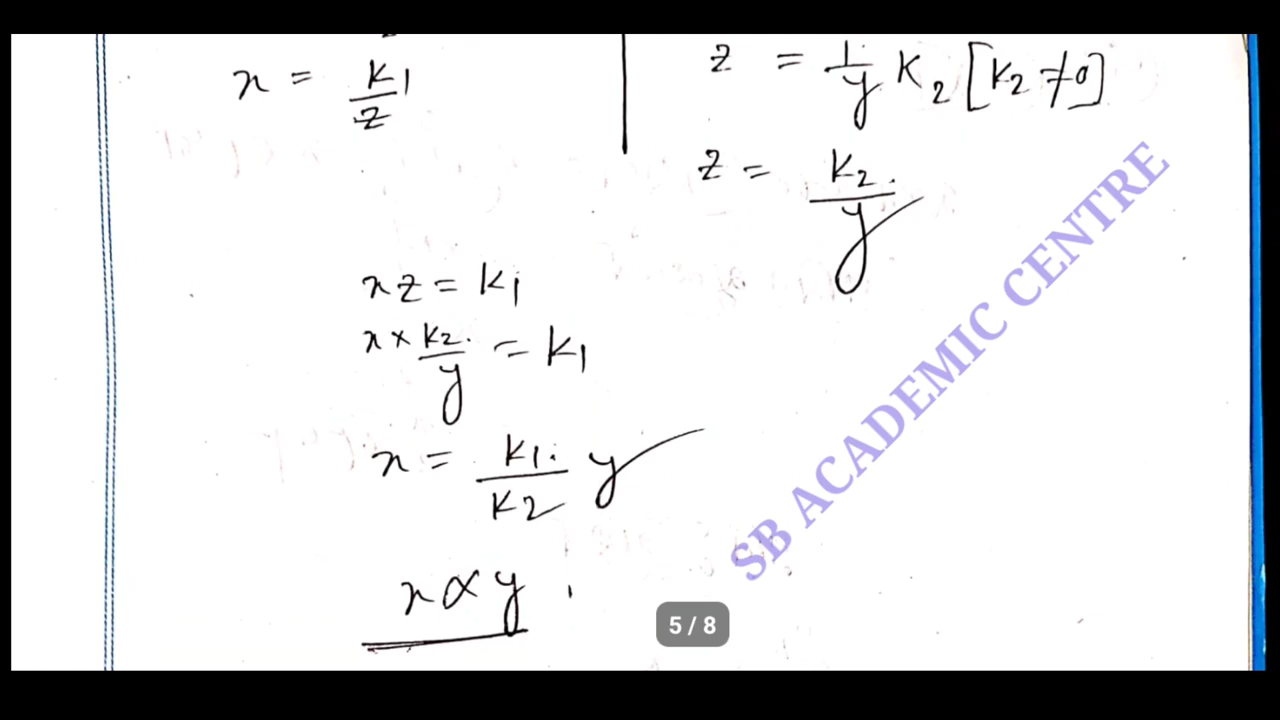 x = K1/z
z = 1/y K2 [K2 ≠ 0]
z = K2/y
xz = K1
x × K2/y = K1
x = K1/K2 y
x ∝ y
SB ACADEMIC CENTRE
5 / 8